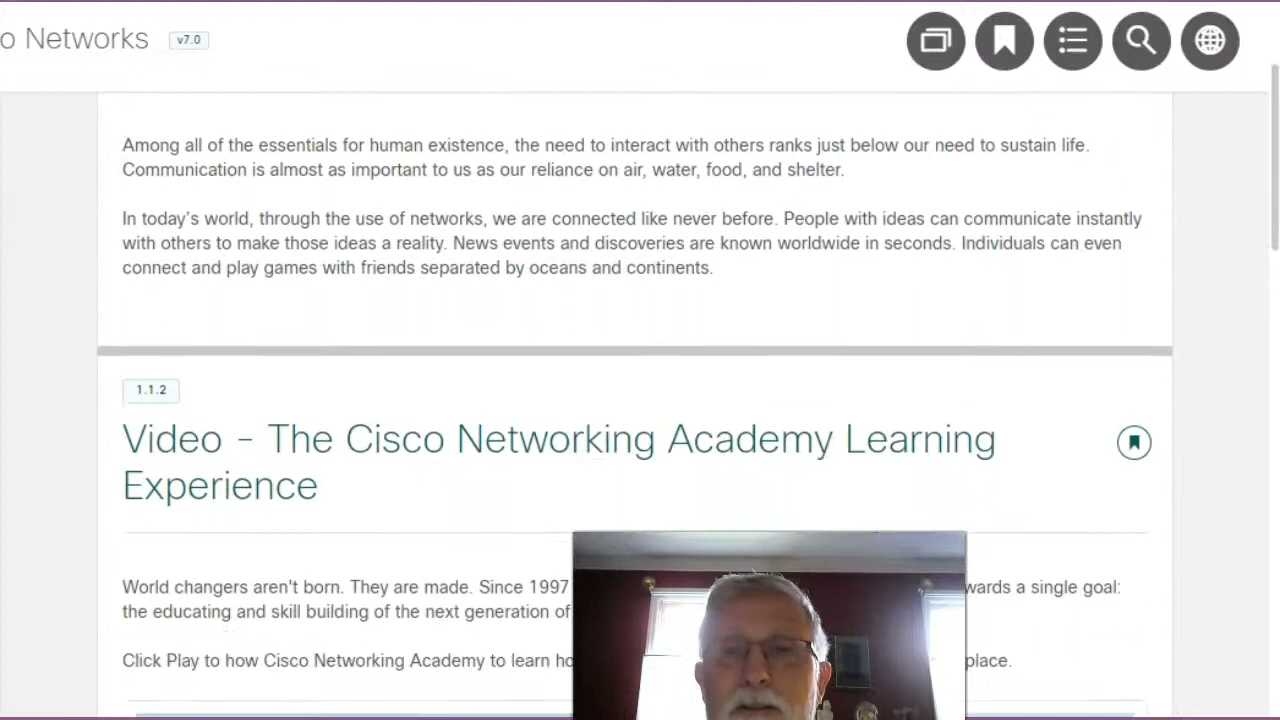 o Networks v7.0
Among all of the essentials for human existence, the need to interact with others ranks just below our need to sustain life.
Communication is almost as important to us as our reliance on air, water, food, and shelter.
In today's world, through the use of networks, we are connected like never before. People with ideas can communicate instantly
with others to make those ideas a reality. News events and discoveries are known worldwide in seconds. Individuals can even
connect and play games with friends separated by oceans and continents.
1.1.2
Video - The Cisco Networking Academy Learning
Experience
World changers aren't born. They are made. Since 1997 wards a single goal:
the educating and skill building of the next generation of
Click Play to how Cisco Networking Academy to learn ho place.